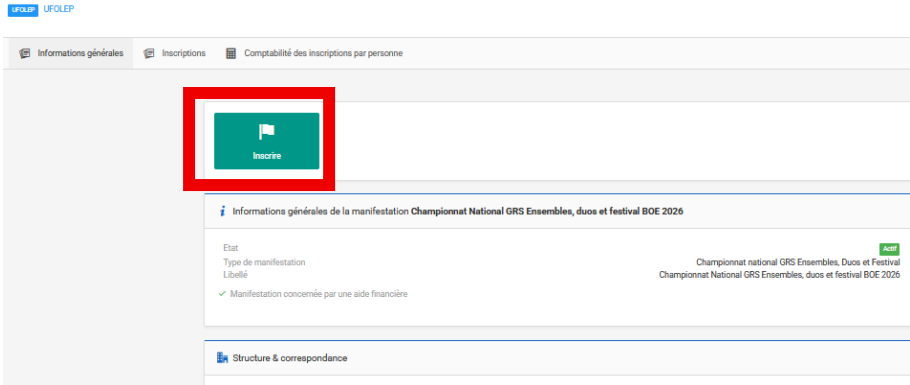 UFOLEP UFOLEP
Informations générales Inscriptions Comptabilité des inscriptions par personne
Inscrire
Informations générales de la manifestation Championnat National GRS Ensembles, duos et festival BOE 2026
Etat Actif
Type de manifestation Championnat national GRS Ensembles, Duos et Festival
Libellé Championnat National GRS Ensembles, duos et festival BOE 2026
Manifestation concernée par une aide financière
Structure & correspondance